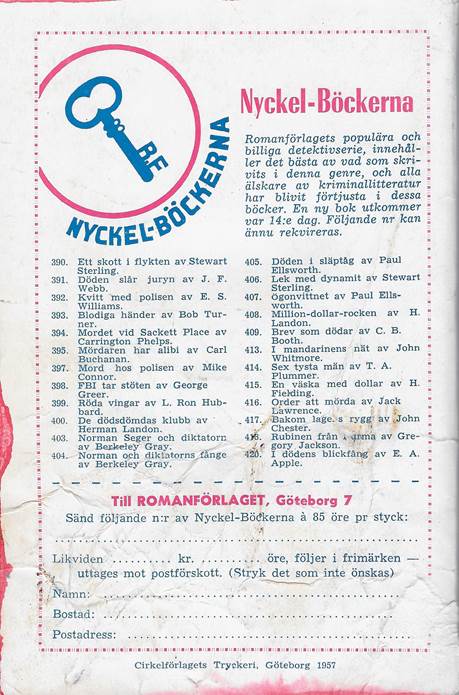 RE
NYCKEL-BÖCKERNA
Nyckel-Böckerna
Romanförlagets populära och
billiga detektivserie, innehål-
ler det bästa av vad som skri-
vits i denna genre, och alla
älskare av kriminallitteratur
har blivit förtjusta i dessa
böcker. En ny bok utkommer
var 14:e dag. Följande nr kan
ännu rekvireras.
390. Ett skott i flykten av Stewart
Sterling.
391. Döden slår juryn av J. F.
Webb.
392. Kvitt med polisen av E. S.
Williams.
393. Blodiga händer av Bob Tur-
ner.
394. Mordet vid Sackett Place av
Carrington Phelps.
395. Mördaren har alibi av Carl
Buchanan.
397. Mord hos polisen av Mike
Connor.
398. FBI tar stöten av George
Greer.
399. Röda vingar av L. Ron Hub-
bard.
400. De dödsdömdas klubb av
Herman Landon.
403. Norman Seger och diktatorn
av Berkeley Gray.
404. Norman och diktatorns fånge
av Berkeley Gray.
405. Döden i släptåg av Paul
Ellsworth.
406. Lek med dynamit av Stewart
Sterling.
407. Ögonvittnet av Paul Ells-
worth.
408. Million-dollar-rocken av H.
Landon.
409. Brev som dödar av C. B.
Booth.
413. I mandarinens nät av John
Whitmore.
414. Sex tysta män av T. A.
Plummer.
415. En väska med dollar av H.
Fielding.
416. Order att mörda av Jack
Lawrence.
417. Bakom rygg av John
Chester.
418. Rubinen från av Gre-
gory Jackson.
420. I dödens blickfång av E. A.
Apple.
Till ROMANFÖRLAGET, Göteborg 7
Sänd följande n:r av Nyckel-Böckerna à 85 öre pr styck:
Likviden .......... kr. .......... öre, följer i frimärken —
uttages mot postförskott. (Stryk det som inte önskas)
Namn:
Bostad:
Postadress:
Cirkelförlagets Tryckeri, Göteborg 1957